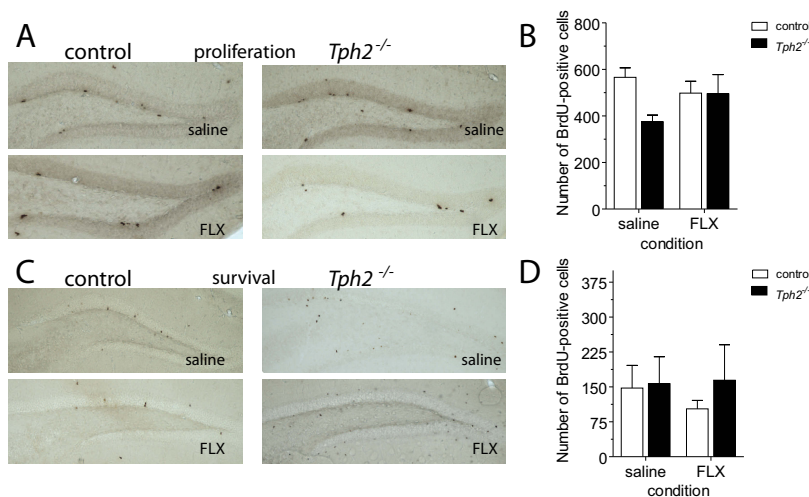 A
control proliferation Tph2-/-
saline
saline
FLX
FLX
B
Number of BrdU-positive cells
800
600
400
200
0
saline FLX
condition
control
Tph2-/-
C
control survival Tph2 -/-
saline
saline
FLX
FLX
D
Number of BrdU-positive cells
375
300
225
150
75
0
saline FLX
condition
control
Tph2-/-